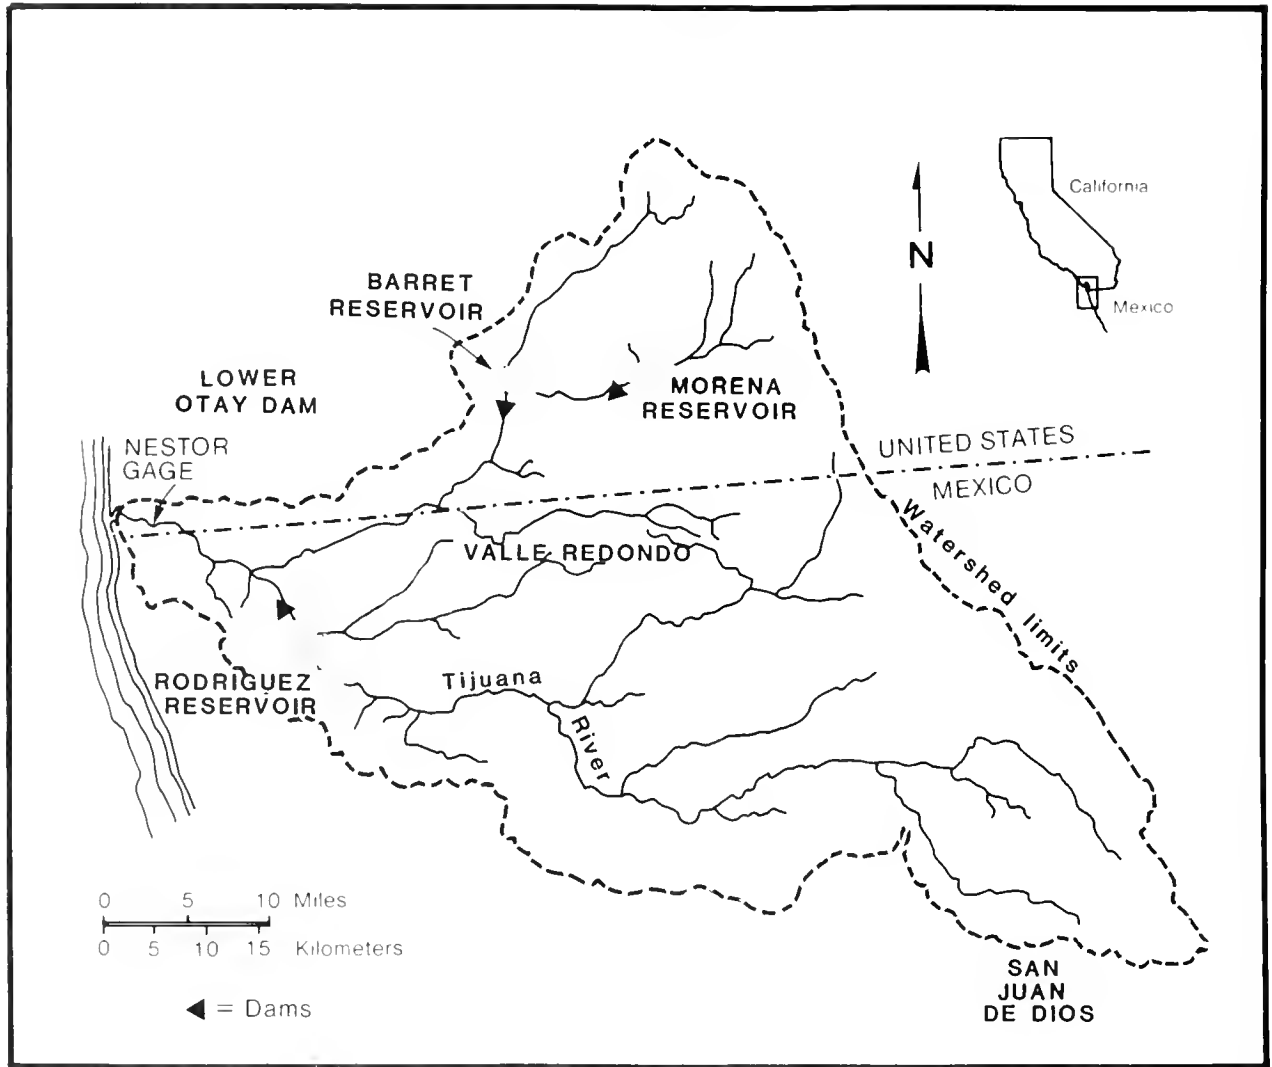 California
N
Mexico
BARRET
RESERVOIR
LOWER
OTAY DAM
MORENA
RESERVOIR
NESTOR
GAGE
UNITED STATES
MEXICO
Watershed limits
VALLE REDONDO
RODRIGUEZ
RESERVOIR
Tijuana
River
0 5 10 Miles
0 5 10 15 Kilometers
= Dams
SAN
JUAN
DE DIOS